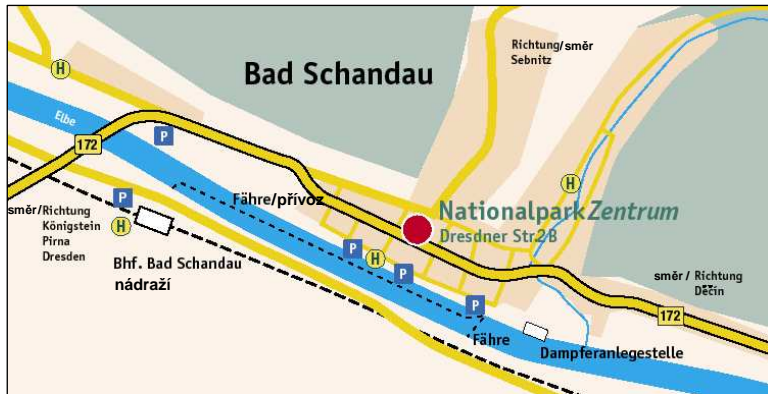 Richtung/směr
Sebnitz
Bad Schandau
H
Elbe
P
172
H
P
Fähre/přívoz
NationalparkZentrum
Dresdner Str.2B
směr/Richtung
Königstein
Pirna
Dresden
H
Bhf. Bad Schandau
nádraží
P
H
P
směr / Richtung
Děčín
P
172
Fähre
Dampferanlegestelle